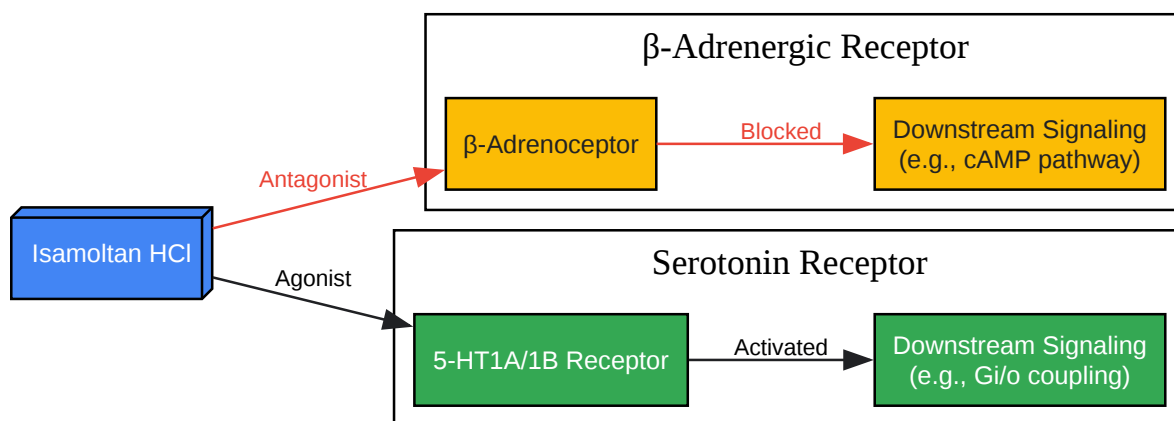 β-Adrenergic Receptor
β-Adrenoceptor
Blocked
Downstream Signaling
(e.g., cAMP pathway)
Antagonist
Isamoltan HCl
Agonist
Serotonin Receptor
5-HT1A/1B Receptor
Activated
Downstream Signaling
(e.g., Gi/o coupling)